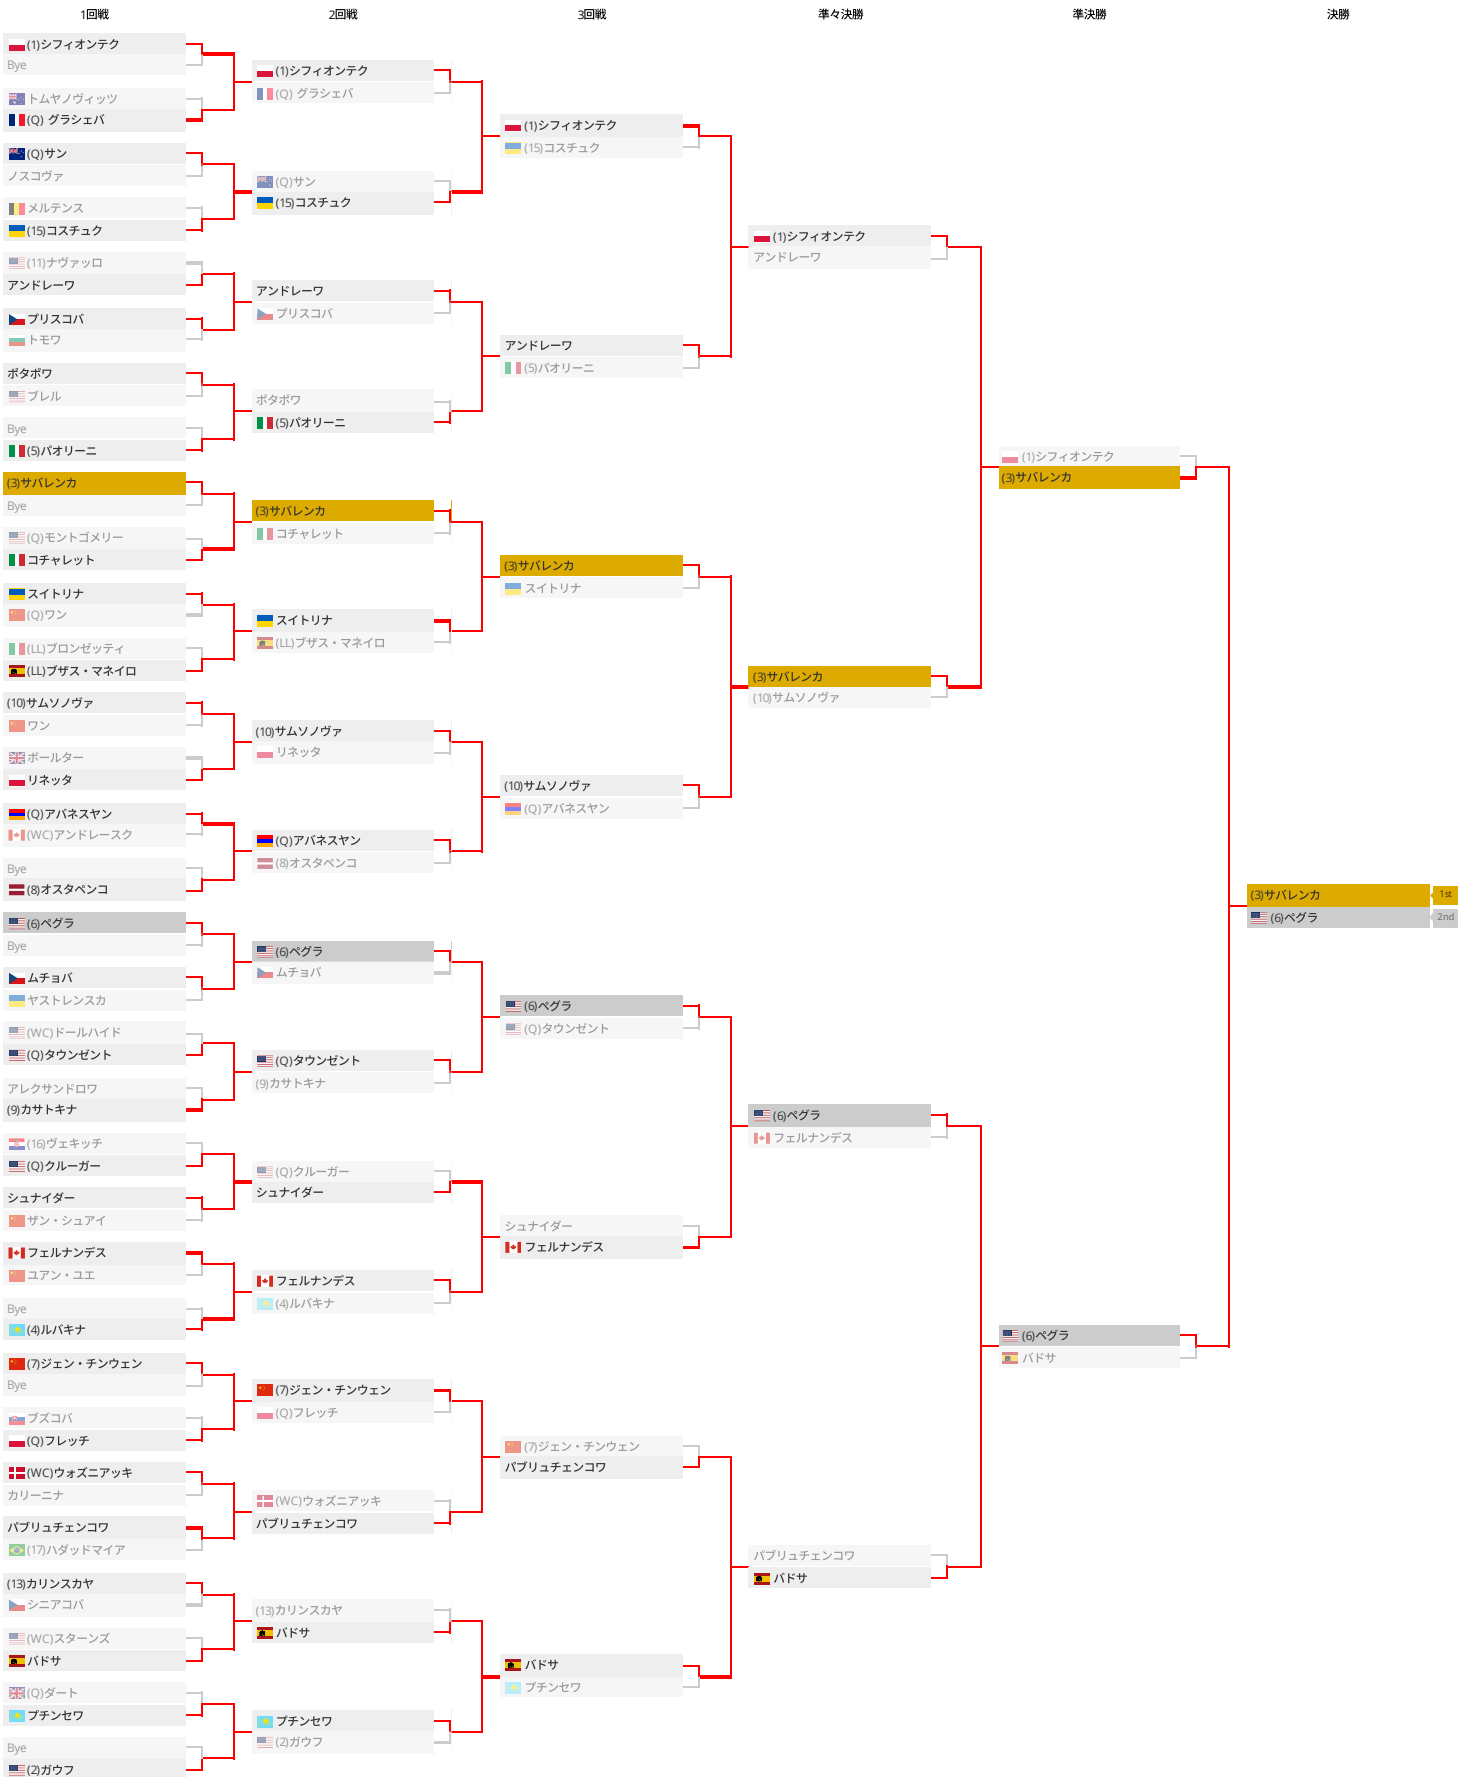 1回戦
2回戦
3回戦
準々決勝
準決勝
決勝
(1)シフィオンテク
Bye
トムヤノヴィッツ
(Q) グラシェバ
(Q)サン
ノスコヴァ
メルテンス
(15)コスチュク
(11)ナヴァッロ
アンドレーワ
プリスコバ
トモワ
ポタポワ
ブレル
Bye
(5)パオリーニ
(3)サバレンカ
Bye
(Q)モントゴメリー
コチャレット
スイトリナ
(Q)ワン
(LL)ブロンゼッティ
(LL)ブザス・マネイロ
(10)サムソノヴァ
ワン
ボールター
リネッタ
(Q)アバネスヤン
(WC)アンドレースク
Bye
(8)オスタペンコ
(6)ペグラ
Bye
ムチョバ
ヤストレンスカ
(WC)ドールハイド
(Q)タウンゼント
アレクサンドロワ
(9)カサトキナ
(16)ヴェキッチ
(Q)クルーガー
シュナイダー
ザン・シュアイ
フェルナンデス
ユアン・ユエ
Bye
(4)ルバキナ
(7)ジェン・チンウェン
Bye
ブズコバ
(Q)フレッチ
(WC)ウォズニアッキ
カリーニナ
パブリュチェンコワ
(17)ハダッドマイア
(13)カリンスカヤ
シニアコバ
(WC)スターンズ
バドサ
(Q)ダート
プチンセワ
Bye
(2)ガウフ
(1)シフィオンテク
(Q) グラシェバ
(Q)サン
(15)コスチュク
アンドレーワ
プリスコバ
ポタポワ
(5)パオリーニ
(3)サバレンカ
コチャレット
スイトリナ
(LL)ブザス・マネイロ
(10)サムソノヴァ
リネッタ
(Q)アバネスヤン
(8)オスタペンコ
(6)ペグラ
ムチョバ
(Q)タウンゼント
(9)カサトキナ
(Q)クルーガー
シュナイダー
フェルナンデス
(4)ルバキナ
(7)ジェン・チンウェン
(Q)フレッチ
(WC)ウォズニアッキ
パブリュチェンコワ
(13)カリンスカヤ
バドサ
プチンセワ
(2)ガウフ
(1)シフィオンテク
(15)コスチュク
アンドレーワ
(5)パオリーニ
(3)サバレンカ
スイトリナ
(10)サムソノヴァ
(Q)アバネスヤン
(6)ペグラ
(Q)タウンゼント
シュナイダー
フェルナンデス
(7)ジェン・チンウェン
パブリュチェンコワ
バドサ
プチンセワ
(1)シフィオンテク
アンドレーワ
(3)サバレンカ
(10)サムソノヴァ
(6)ペグラ
フェルナンデス
パブリュチェンコワ
バドサ
(1)シフィオンテク
(3)サバレンカ
(6)ペグラ
バドサ
(3)サバレンカ 1st
(6)ペグラ 2nd